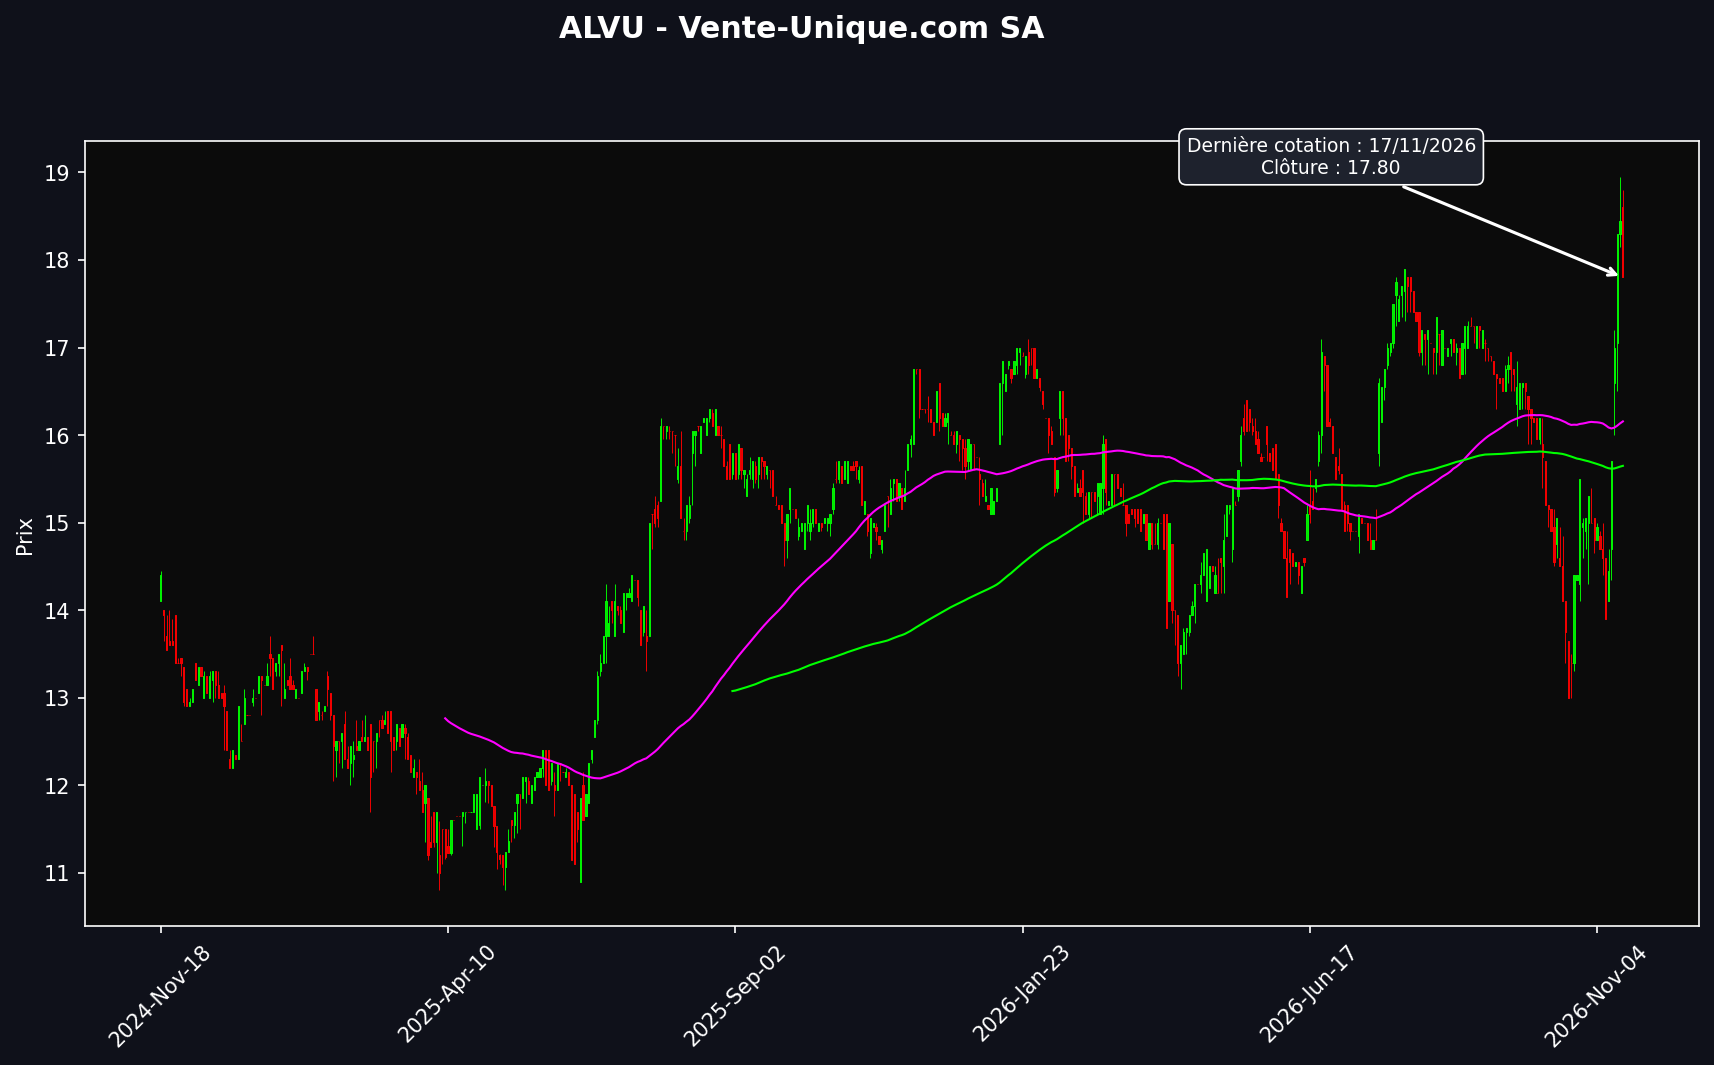 ALVU - Vente-Unique.com SA
Dernière cotation : 17/11/2026
Clôture : 17.80
19
18
17
16
15
14
13
12
11
Prix
2024-Nov-18
2025-Apr-10
2025-Sep-02
2026-Jan-23
2026-Jun-17
2026-Nov-04